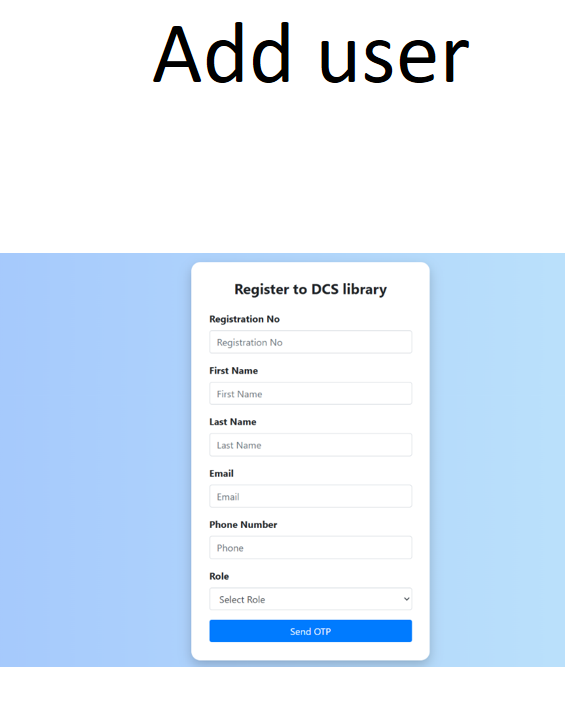 Add user
Register to DCS library
Registration No
Registration No
First Name
First Name
Last Name
Last Name
Email
Email
Phone Number
Phone
Role
Select Role
Send OTP